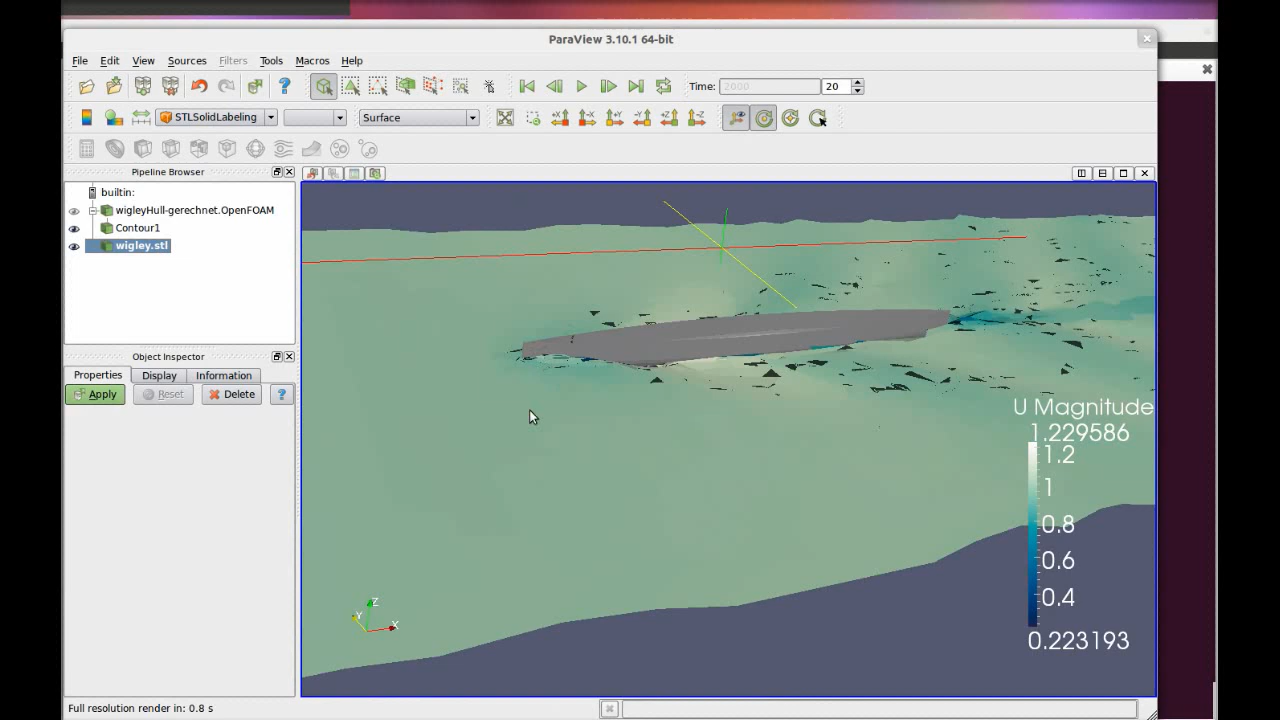 ParaView 3.10.1 64-bit
File Edit View Sources Filters Tools Macros Help
Time: 2000 20
STLSolidLabeling Surface
+X -X +Y -Y +Z -Z
Pipeline Browser
builtin:
wigleyHull-gerechnet.OpenFOAM
Contour1
wigley.stl
Object Inspector
Properties Display Information
Apply Reset Delete ?
U Magnitude
1.229586
1.2
1
0.8
0.6
0.4
0.223193
Z
Y
X
Full resolution render in: 0.8 s